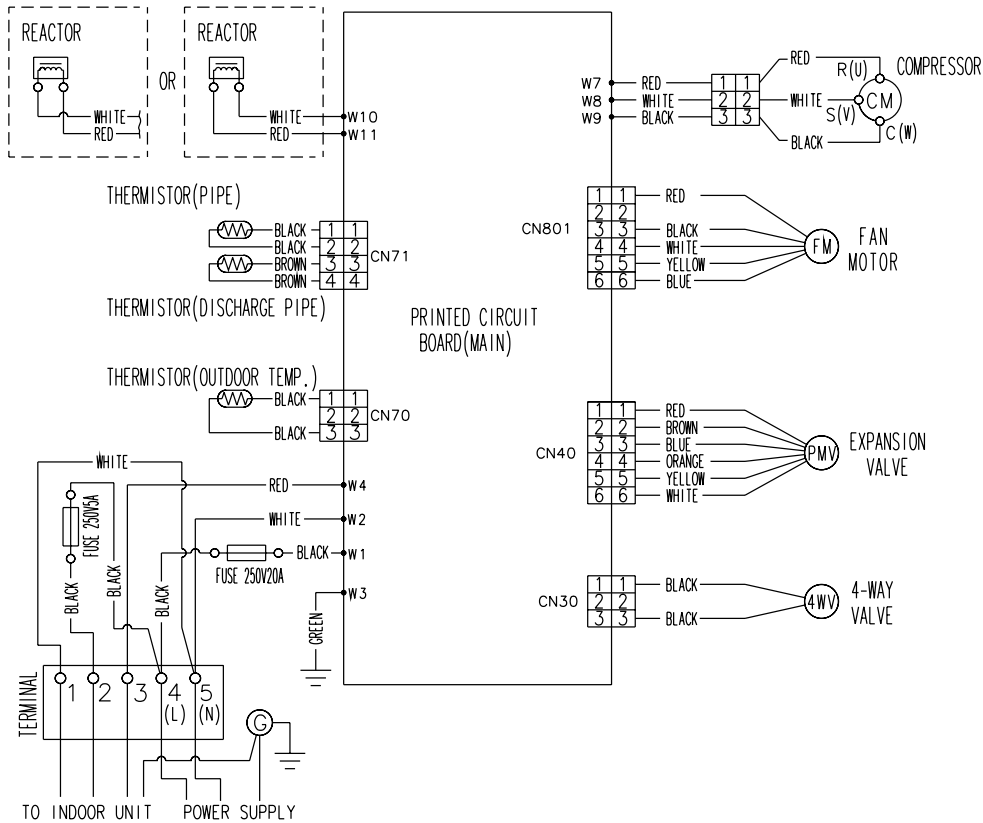 REACTOR
WHITE
RED
OR
REACTOR
WHITE
RED
W10
W11
THERMISTOR(PIPE)
BLACK 1 1
BLACK 2 2
BROWN 3 3
BROWN 4 4
CN71
THERMISTOR(DISCHARGE PIPE)
THERMISTOR(OUTDOOR TEMP.)
BLACK 1 1
2 2
BLACK 3 3
CN70
PRINTED CIRCUIT
BOARD(MAIN)
W7 RED 1 1 RED
W8 WHITE 2 2 WHITE
W9 BLACK 3 3 BLACK
R(U)
S(V)
C(W)
CM
COMPRESSOR
CN801
1 1 RED
2 2
3 3 BLACK
4 4 WHITE
5 5 YELLOW
6 6 BLUE
FM
FAN
MOTOR
CN40
1 1 RED
2 2 BROWN
3 3 BLUE
4 4 ORANGE
5 5 YELLOW
6 6 WHITE
PMV
EXPANSION
VALVE
CN30
1 1 BLACK
2 2
3 3 BLACK
4WV
4-WAY
VALVE
WHITE
RED W4
WHITE W2
BLACK W1
W3
FUSE 250V5A
FUSE 250V20A
BLACK
BLACK
BLACK
GREEN
TERMINAL
1 2 3 4 5
(L) (N)
G
TO INDOOR UNIT
POWER SUPPLY